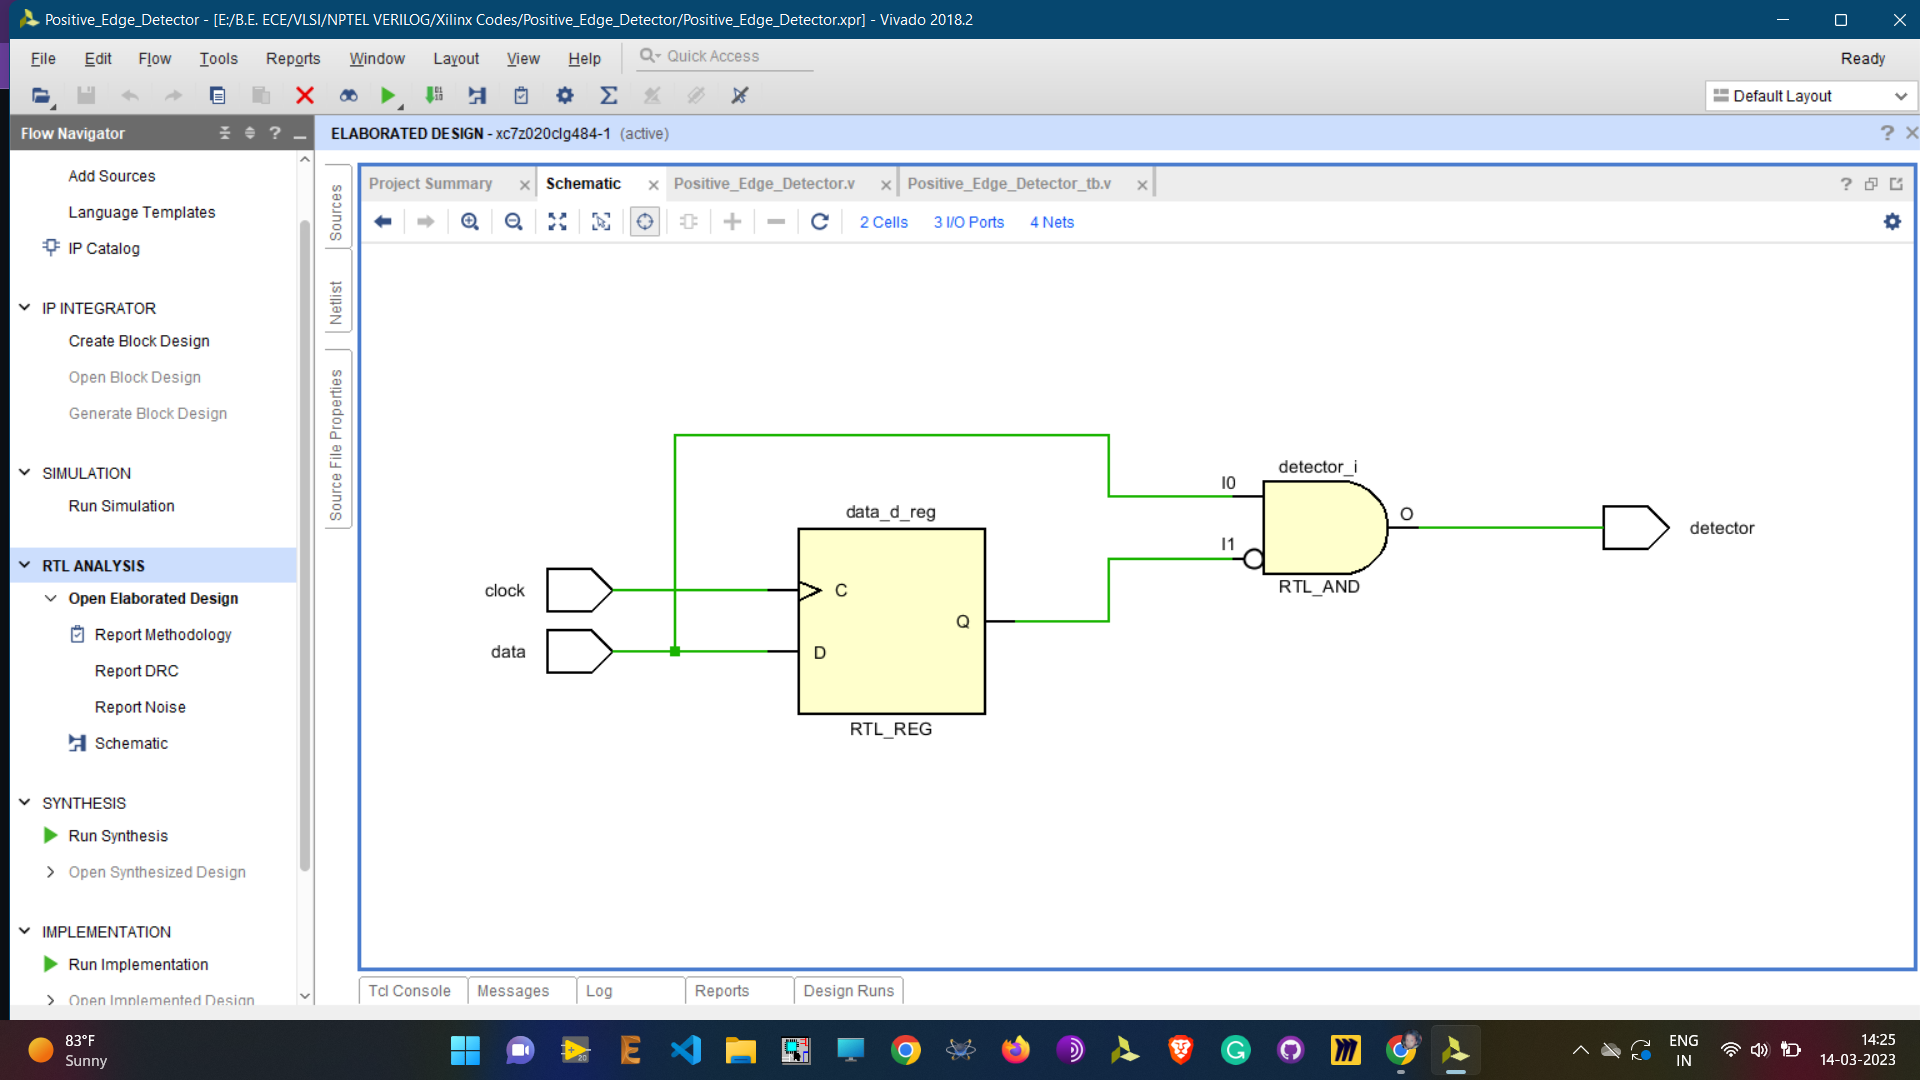 Positive_Edge_Detector - [E:/B.E. ECE/VLSI/NPTEL VERILOG/Xilinx Codes/Positive_Edge_Detector/Positive_Edge_Detector.xpr] - Vivado 2018.2
File Edit Flow Tools Reports Window Layout View Help Quick Access Ready
Default Layout
Flow Navigator
ELABORATED DESIGN - xc7z020clg484-1 (active)
Add Sources
Language Templates
IP Catalog
IP INTEGRATOR
Create Block Design
Open Block Design
Generate Block Design
SIMULATION
Run Simulation
RTL ANALYSIS
Open Elaborated Design
Report Methodology
Report DRC
Report Noise
Schematic
SYNTHESIS
Run Synthesis
Open Synthesized Design
IMPLEMENTATION
Run Implementation
Open Implemented Design
Sources
Netlist
Source File Properties
Project Summary Schematic Positive_Edge_Detector.v Positive_Edge_Detector_tb.v
2 Cells 3 I/O Ports 4 Nets
detector_i
I0
data_d_reg
O
detector
I1
RTL_AND
clock
C
Q
data
D
RTL_REG
Tcl Console Messages Log Reports Design Runs
83°F
Sunny
20
ENG
IN
14:25
14-03-2023